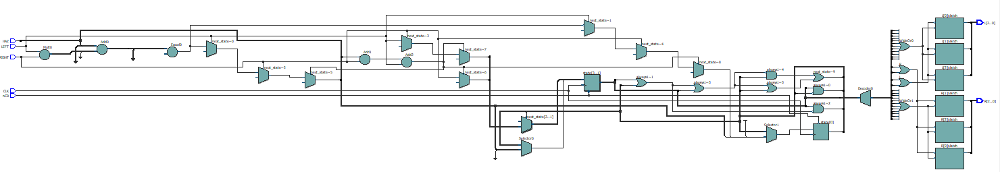 HAZ
LEFT
RIGHT
CLK
nCR
Mult0
Add0
Equal0
next_state~0
next_state~2
next_state~5
Add1
next_state~3
Add2
next_state~7
next_state~6
next_state[3..1]
Selector0
next_state~1
state[3..1]
next_state~4
always1~1
next_state~8
always1~3
always1~4
always1~5
Selector1
next_state~9
always1~0
always1~2
state[0]
Decoder0
WideOr0
WideOr1
L[0]$latch
L[1]$latch
L[2]$latch
R[1]$latch
R[2]$latch
R[0]$latch
L[2..0]
R[2..0]